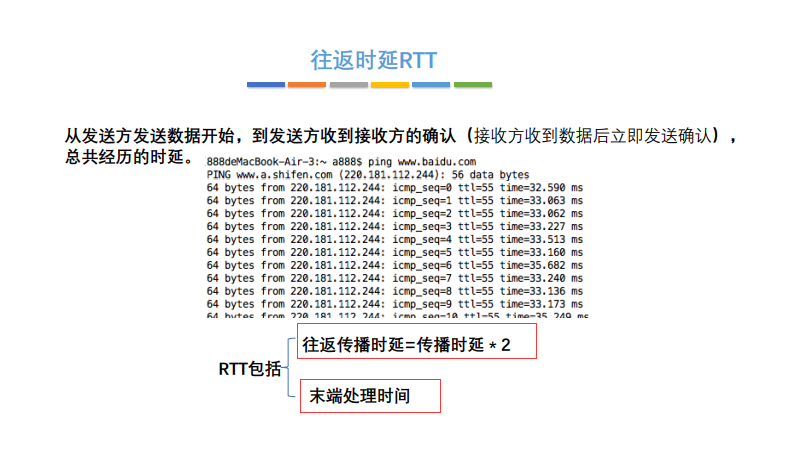 往返时延RTT
从发送方发送数据开始，到发送方收到接收方的确认（接收方收到数据后立即发送确认），
总共经历的时延。
888deMacBook-Air-3:~ a888$ ping www.baidu.com
PING www.a.shifen.com (220.181.112.244): 56 data bytes
64 bytes from 220.181.112.244: icmp_seq=0 ttl=55 time=32.590 ms
64 bytes from 220.181.112.244: icmp_seq=1 ttl=55 time=33.063 ms
64 bytes from 220.181.112.244: icmp_seq=2 ttl=55 time=33.062 ms
64 bytes from 220.181.112.244: icmp_seq=3 ttl=55 time=33.227 ms
64 bytes from 220.181.112.244: icmp_seq=4 ttl=55 time=33.513 ms
64 bytes from 220.181.112.244: icmp_seq=5 ttl=55 time=33.160 ms
64 bytes from 220.181.112.244: icmp_seq=6 ttl=55 time=35.682 ms
64 bytes from 220.181.112.244: icmp_seq=7 ttl=55 time=33.240 ms
64 bytes from 220.181.112.244: icmp_seq=8 ttl=55 time=33.136 ms
64 bytes from 220.181.112.244: icmp_seq=9 ttl=55 time=33.173 ms
64 bytes from 220.181.112.244: icmp_seq=10 ttl=55 time=35.249 ms
往返传播时延=传播时延*2
RTT包括
末端处理时间